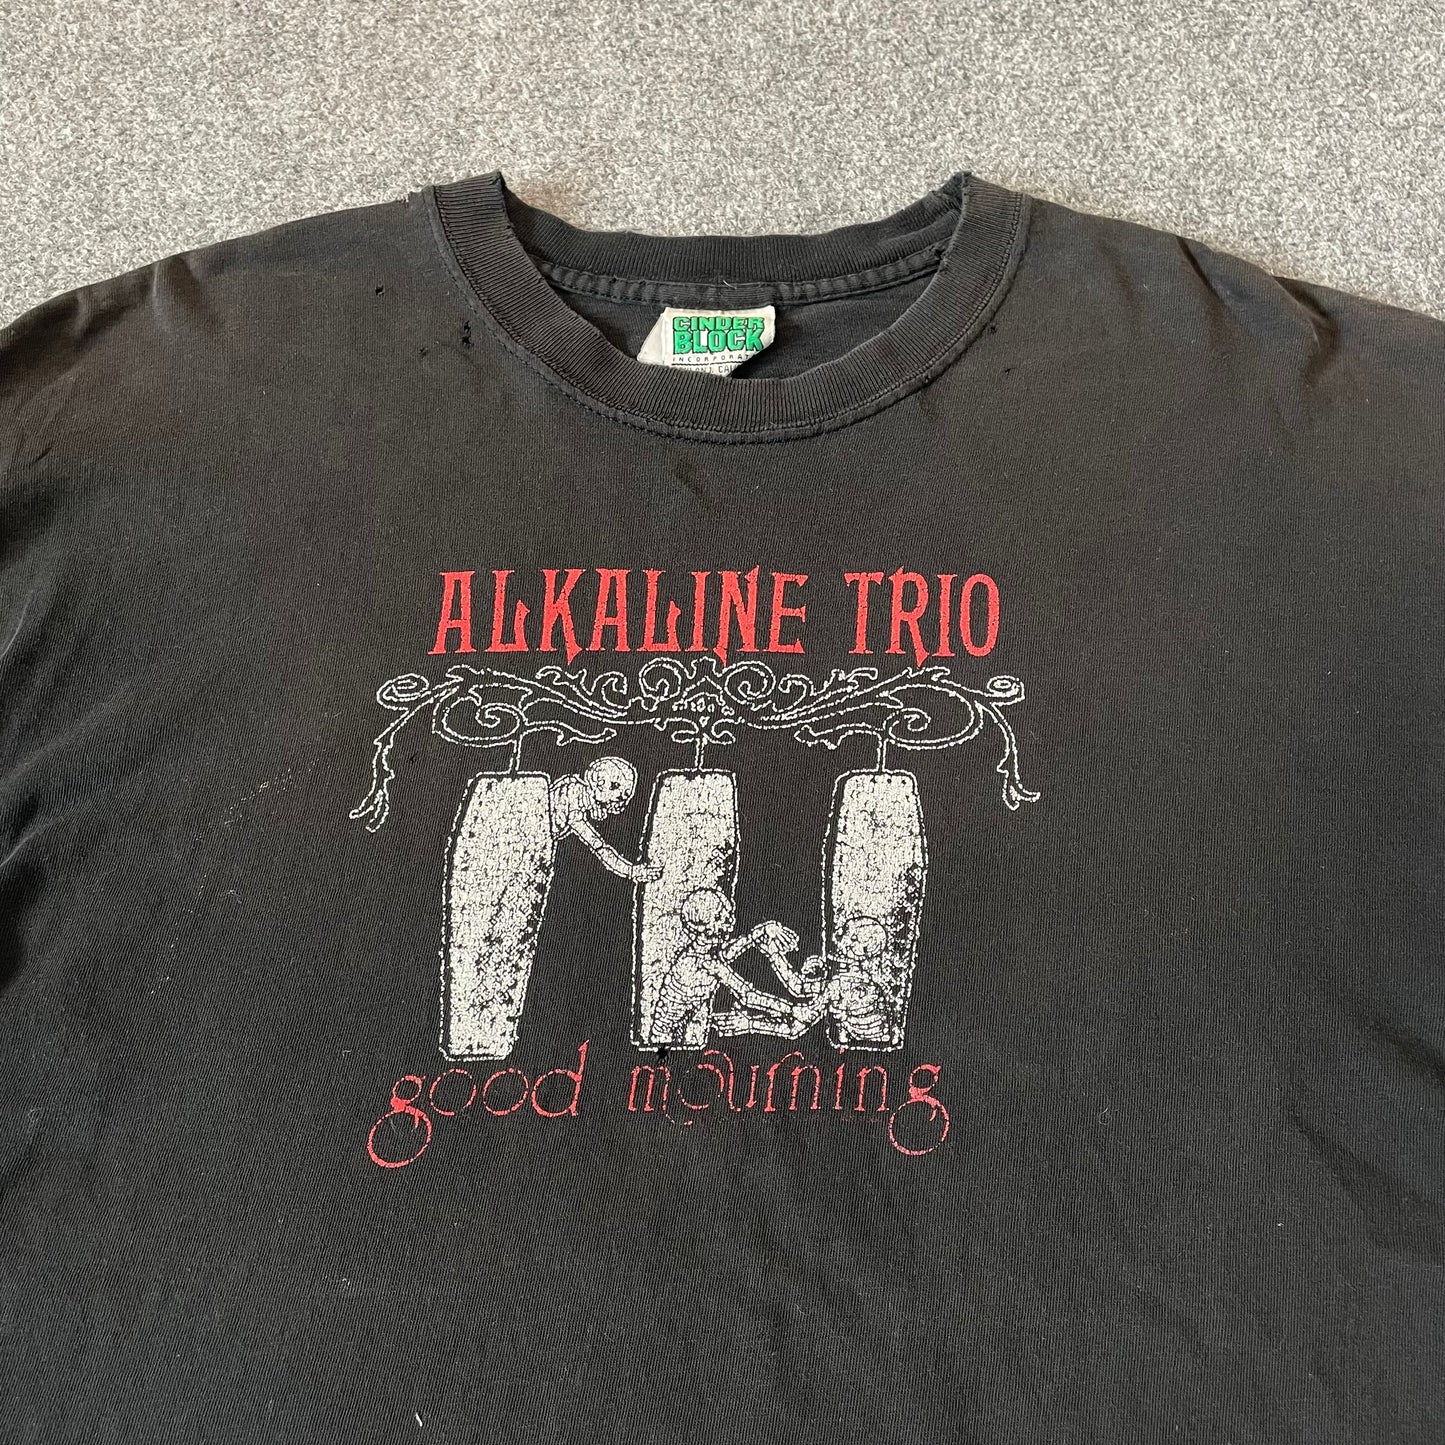 CINDER
BLOCK
ALKALINE TRIO
good mourning